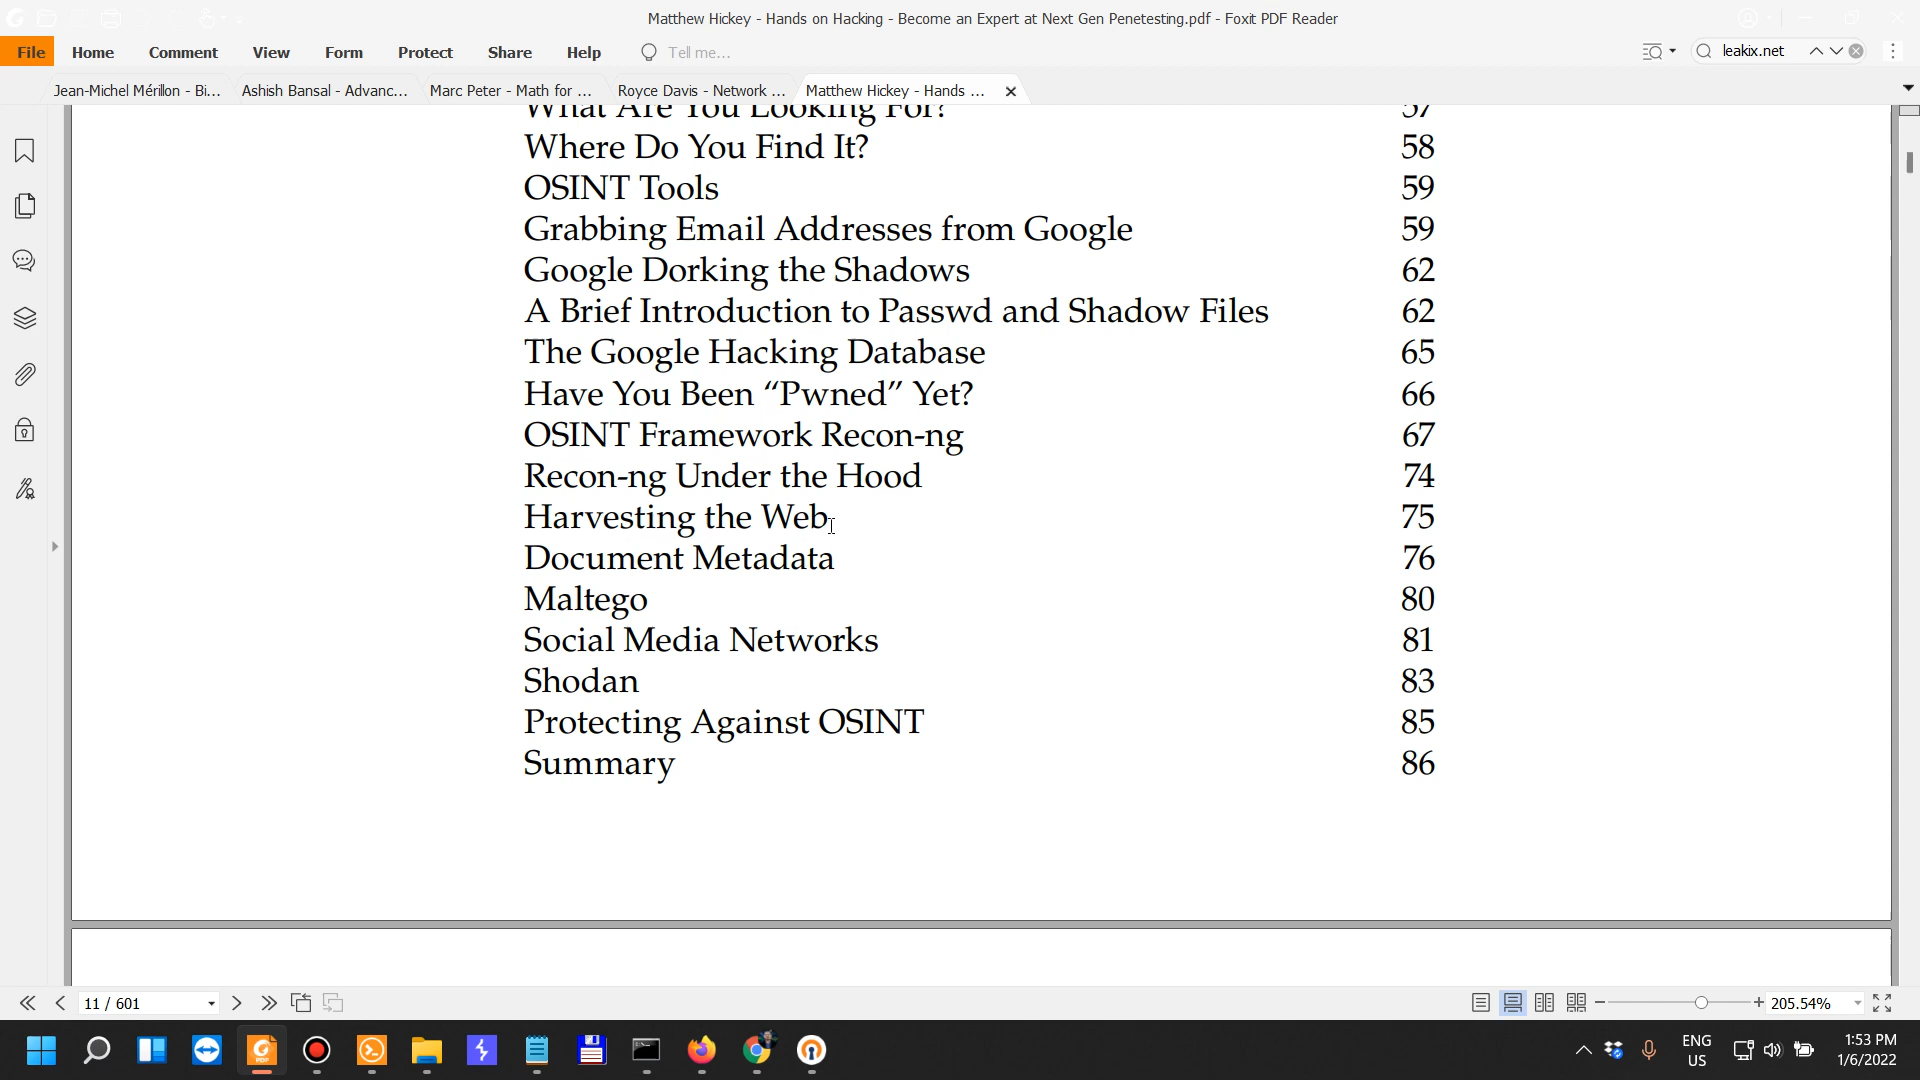 Matthew Hickey - Hands on Hacking - Become an Expert at Next Gen Penetesting.pdf - Foxit PDF Reader
File Home Comment View Form Protect Share Help Tell me... leakix.net
Jean-Michel Mérillon - Bi... Ashish Bansal - Advanc... Marc Peter - Math for ... Royce Davis - Network ... Matthew Hickey - Hands ...
What Are You Looking For? 57
Where Do You Find It? 58
OSINT Tools 59
Grabbing Email Addresses from Google 59
Google Dorking the Shadows 62
A Brief Introduction to Passwd and Shadow Files 62
The Google Hacking Database 65
Have You Been “Pwned” Yet? 66
OSINT Framework Recon-ng 67
Recon-ng Under the Hood 74
Harvesting the Web 75
Document Metadata 76
Maltego 80
Social Media Networks 81
Shodan 83
Protecting Against OSINT 85
Summary 86
11 / 601 205.54%
ENG 1:53 PM
US 1/6/2022